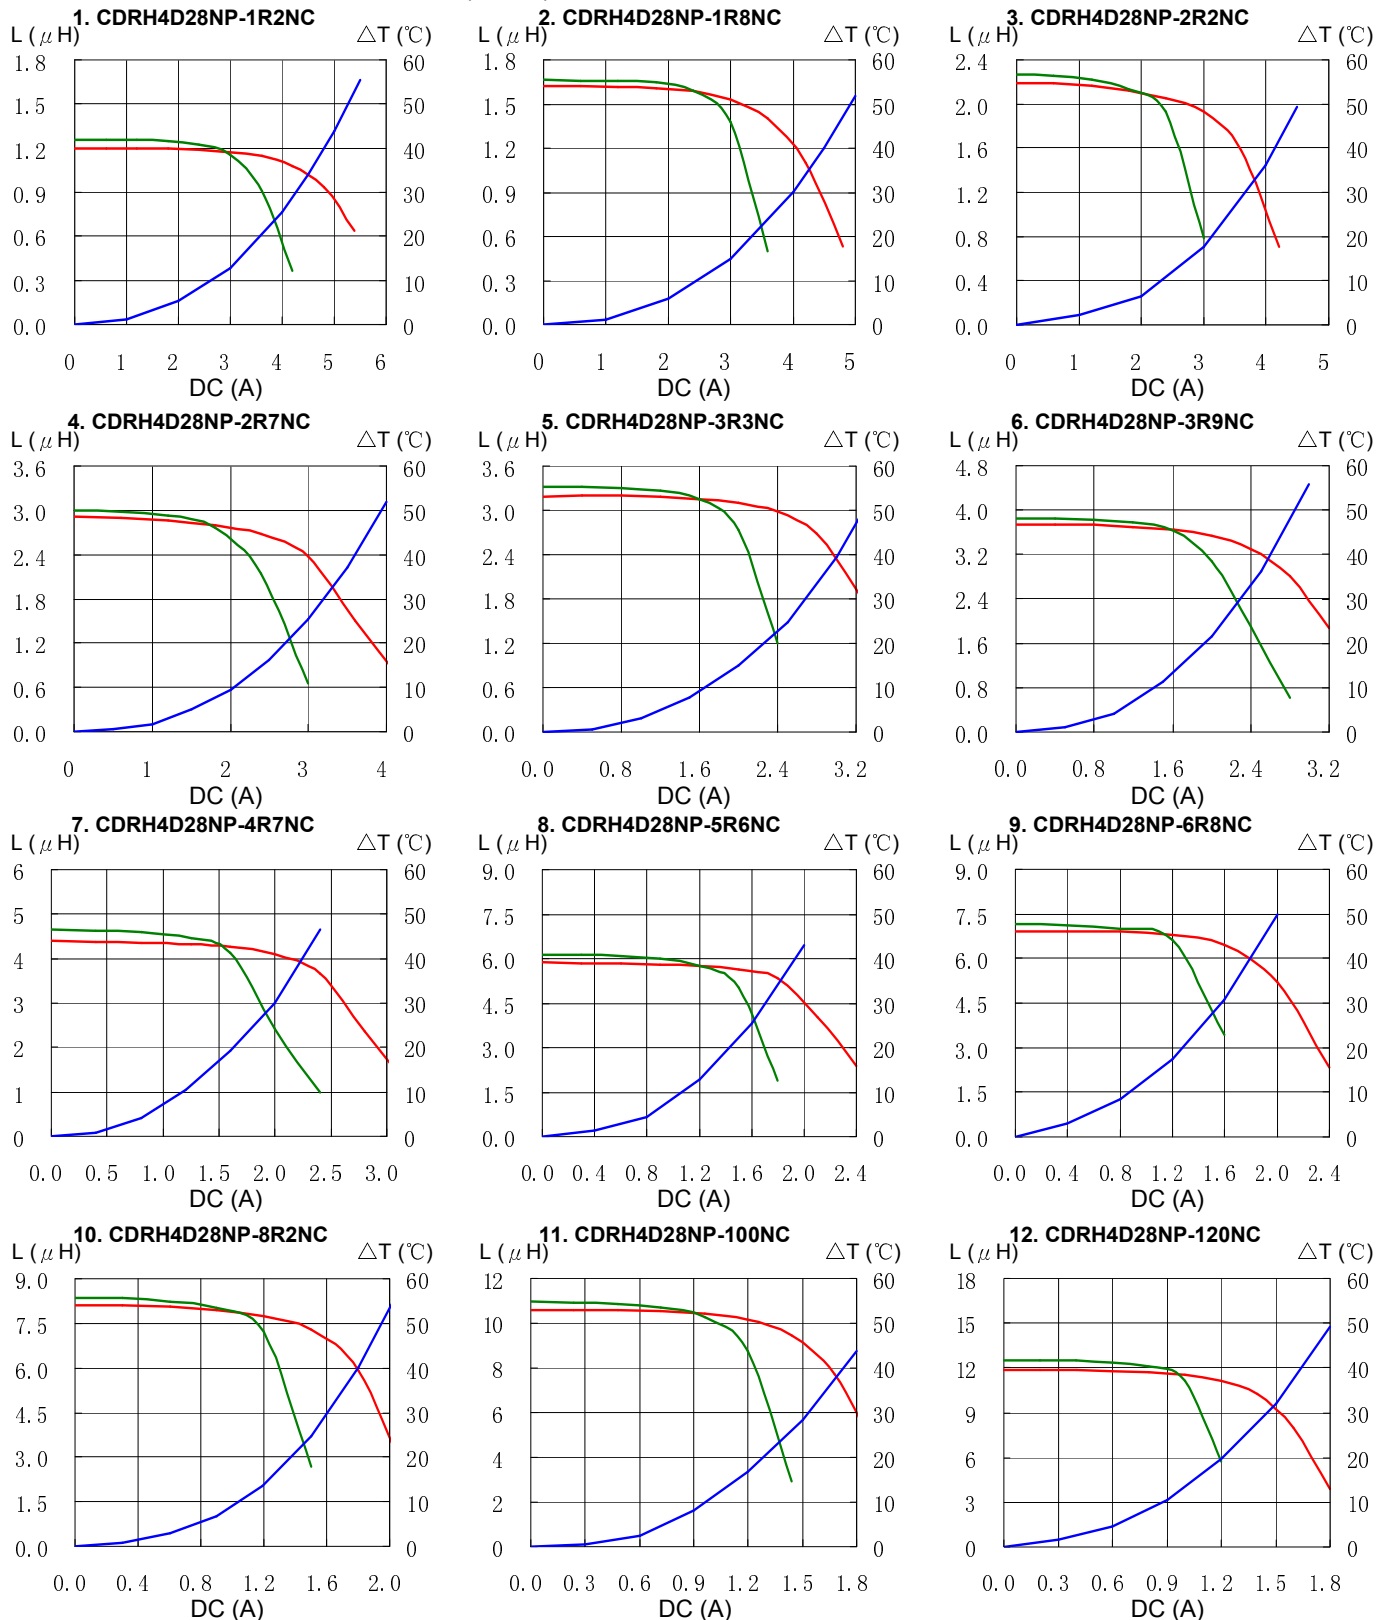 1. CDRH4D28NP-1R2NC
L (μH) △T (℃)
1.8 60
1.5 50
1.2 40
0.9 30
0.6 20
0.3 10
0.0 0
0 1 2 3 4 5 6
DC (A)
2. CDRH4D28NP-1R8NC
L (μH) △T (℃)
1.8 60
1.5 50
1.2 40
0.9 30
0.6 20
0.3 10
0.0 0
0 1 2 3 4 5
DC (A)
3. CDRH4D28NP-2R2NC
L (μH) △T (℃)
2.4 60
2.0 50
1.6 40
1.2 30
0.8 20
0.4 10
0.0 0
0 1 2 3 4 5
DC (A)
4. CDRH4D28NP-2R7NC
L (μH) △T (℃)
3.6 60
3.0 50
2.4 40
1.8 30
1.2 20
0.6 10
0.0 0
0 1 2 3 4
DC (A)
5. CDRH4D28NP-3R3NC
L (μH) △T (℃)
3.6 60
3.0 50
2.4 40
1.8 30
1.2 20
0.6 10
0.0 0
0.0 0.8 1.6 2.4 3.2
DC (A)
6. CDRH4D28NP-3R9NC
L (μH) △T (℃)
4.8 60
4.0 50
3.2 40
2.4 30
1.6 20
0.8 10
0.0 0
0.0 0.8 1.6 2.4 3.2
DC (A)
7. CDRH4D28NP-4R7NC
L (μH) △T (℃)
6 60
5 50
4 40
3 30
2 20
1 10
0 0
0.0 0.5 1.0 1.5 2.0 2.5 3.0
DC (A)
8. CDRH4D28NP-5R6NC
L (μH) △T (℃)
9.0 60
7.5 50
6.0 40
4.5 30
3.0 20
1.5 10
0.0 0
0.0 0.4 0.8 1.2 1.6 2.0 2.4
DC (A)
9. CDRH4D28NP-6R8NC
L (μH) △T (℃)
9.0 60
7.5 50
6.0 40
4.5 30
3.0 20
1.5 10
0.0 0
0.0 0.4 0.8 1.2 1.6 2.0 2.4
DC (A)
10. CDRH4D28NP-8R2NC
L (μH) △T (℃)
9.0 60
7.5 50
6.0 40
4.5 30
3.0 20
1.5 10
0.0 0
0.0 0.4 0.8 1.2 1.6 2.0
DC (A)
11. CDRH4D28NP-100NC
L (μH) △T (℃)
12 60
10 50
8 40
6 30
4 20
2 10
0 0
0.0 0.3 0.6 0.9 1.2 1.5 1.8
DC (A)
12. CDRH4D28NP-120NC
L (μH) △T (℃)
18 60
15 50
12 40
9 30
6 20
3 10
0 0
0.0 0.3 0.6 0.9 1.2 1.5 1.8
DC (A)